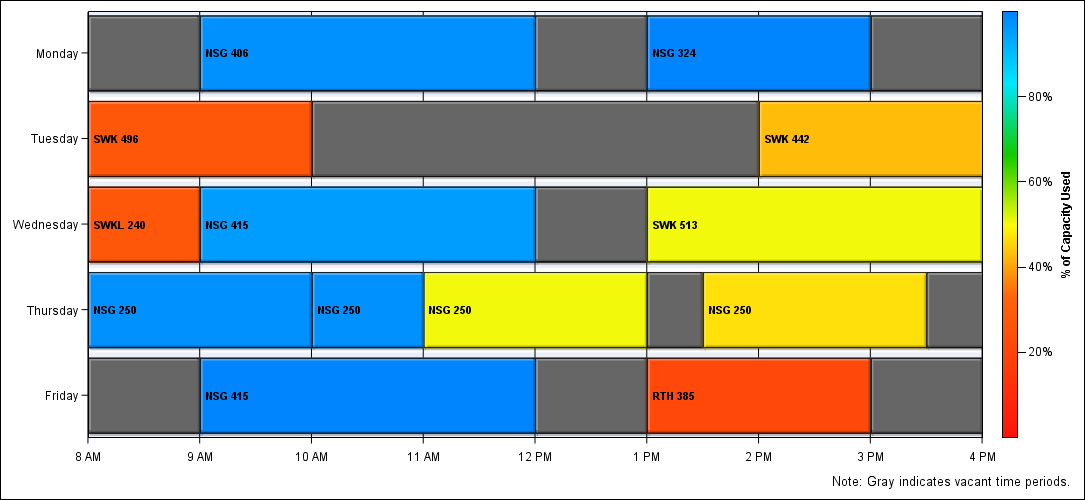 Monday
NSG 406
NSG 324
Tuesday
SWK 496
SWK 442
Wednesday
SWKL 240
NSG 415
SWK 513
Thursday
NSG 250
NSG 250
NSG 250
NSG 250
Friday
NSG 415
RTH 385
8 AM
9 AM
10 AM
11 AM
12 PM
1 PM
2 PM
3 PM
4 PM
80%
60%
40%
20%
% of Capacity Used
Note: Gray indicates vacant time periods.